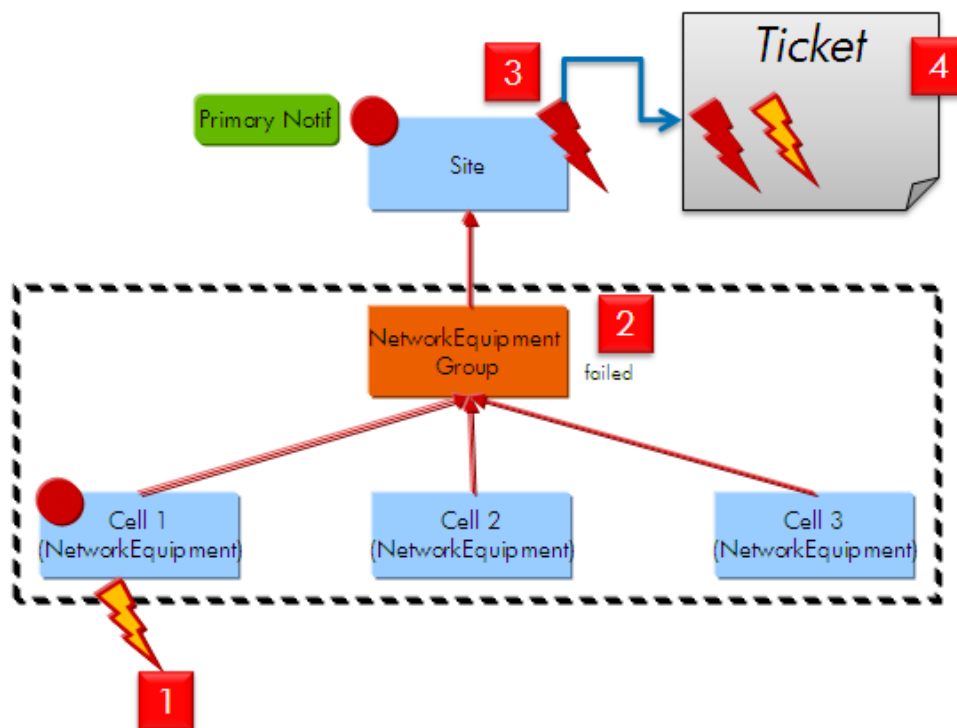 Ticket
3
4
Primary Notif
Site
NetworkEquipment
Group
2
failed
Cell 1
(NetworkEquipment)
Cell 2
(NetworkEquipment)
Cell 3
(NetworkEquipment)
1